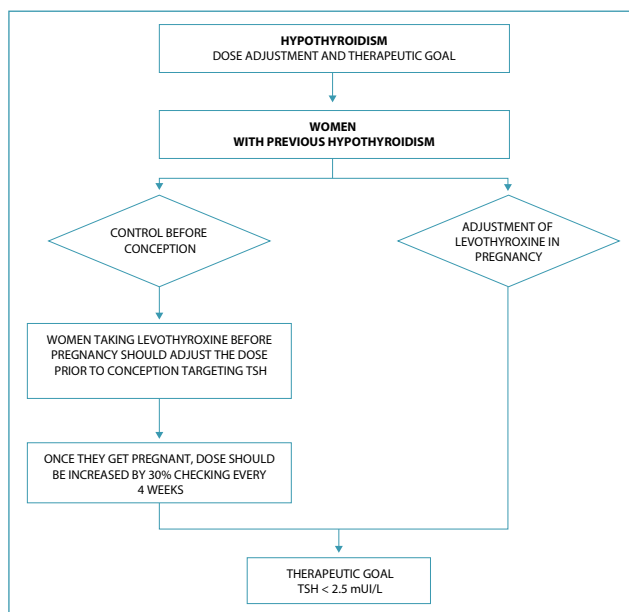 HYPOTHYROIDISM
DOSE ADJUSTMENT AND THERAPEUTIC GOAL
WOMEN
WITH PREVIOUS HYPOTHYROIDISM
CONTROL BEFORE
CONCEPTION
ADJUSTMENT OF
LEVOTHYROXINE IN
PREGNANCY
WOMEN TAKING LEVOTHYROXINE BEFORE
PREGNANCY SHOULD ADJUST THE DOSE
PRIOR TO CONCEPTION TARGETING TSH
ONCE THEY GET PREGNANT, DOSE SHOULD
BE INCREASED BY 30% CHECKING EVERY
4 WEEKS
THERAPEUTIC GOAL
TSH < 2.5 mUI/L